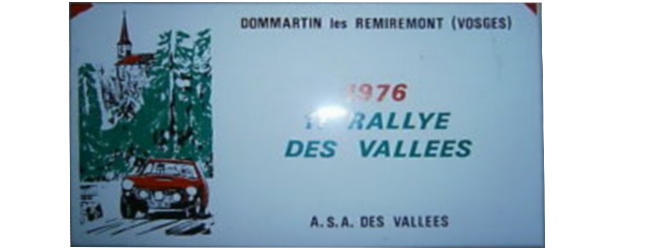 DOMMARTIN les REMIREMONT (VOSGES)
1976
RALLYE
DES VALLEES
A.S.A. DES VALLEES